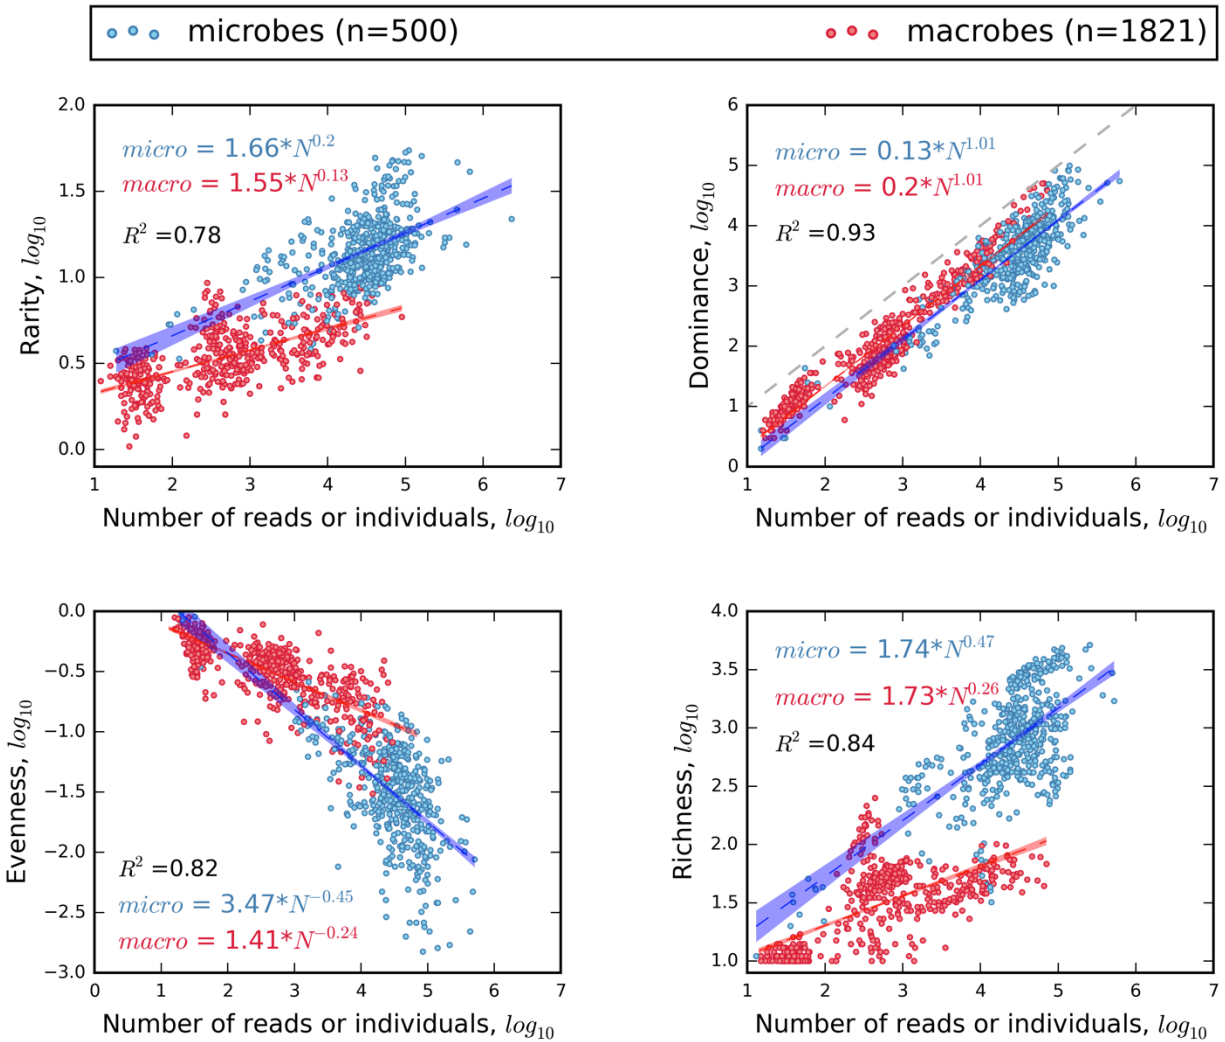 microbes (n=500)
macrobes (n=1821)
2.0
1.5
1.0
0.5
0.0
Rarity, log10
micro = 1.66*N^0.2
macro = 1.55*N^0.13
R^2 =0.78
1 2 3 4 5 6 7
Number of reads or individuals, log10
6
5
4
3
2
1
0
Dominance, log10
micro = 0.13*N^1.01
macro = 0.2*N^1.01
R^2 =0.93
1 2 3 4 5 6 7
Number of reads or individuals, log10
0.0
−0.5
−1.0
−1.5
−2.0
−2.5
−3.0
Evenness, log10
R^2 =0.82
micro = 3.47*N^−0.45
macro = 1.41*N^−0.24
0 1 2 3 4 5 6 7
Number of reads or individuals, log10
4.0
3.5
3.0
2.5
2.0
1.5
1.0
Richness, log10
micro = 1.74*N^0.47
macro = 1.73*N^0.26
R^2 =0.84
1 2 3 4 5 6 7
Number of reads or individuals, log10